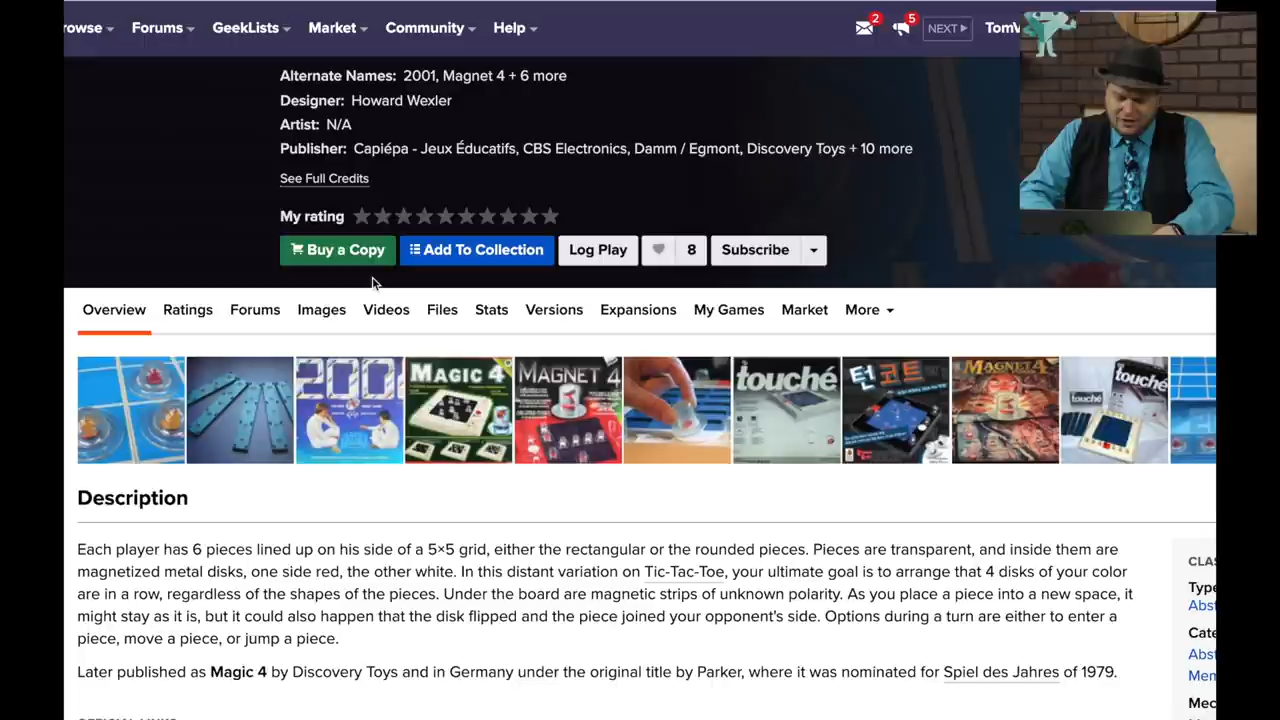 rowse Forums GeekLists Market Community Help 2 5 NEXT TomV
Alternate Names: 2001, Magnet 4 + 6 more
Designer: Howard Wexler
Artist: N/A
Publisher: Capiépa - Jeux Éducatifs, CBS Electronics, Damm / Egmont, Discovery Toys + 10 more
See Full Credits
My rating
Buy a Copy Add To Collection Log Play 8 Subscribe
Overview Ratings Forums Images Videos Files Stats Versions Expansions My Games Market More
200 MAGIC 4 MAGNET 4 touché 턴코트 MAGNET 4 touché
Description
Each player has 6 pieces lined up on his side of a 5×5 grid, either the rectangular or the rounded pieces. Pieces are transparent, and inside them are
magnetized metal disks, one side red, the other white. In this distant variation on Tic-Tac-Toe, your ultimate goal is to arrange that 4 disks of your color
are in a row, regardless of the shapes of the pieces. Under the board are magnetic strips of unknown polarity. As you place a piece into a new space, it
might stay as it is, but it could also happen that the disk flipped and the piece joined your opponent's side. Options during a turn are either to enter a
piece, move a piece, or jump a piece.
Later published as Magic 4 by Discovery Toys and in Germany under the original title by Parker, where it was nominated for Spiel des Jahres of 1979.
CLAS
Type
Abst
Cate
Abst
Mem
Mec